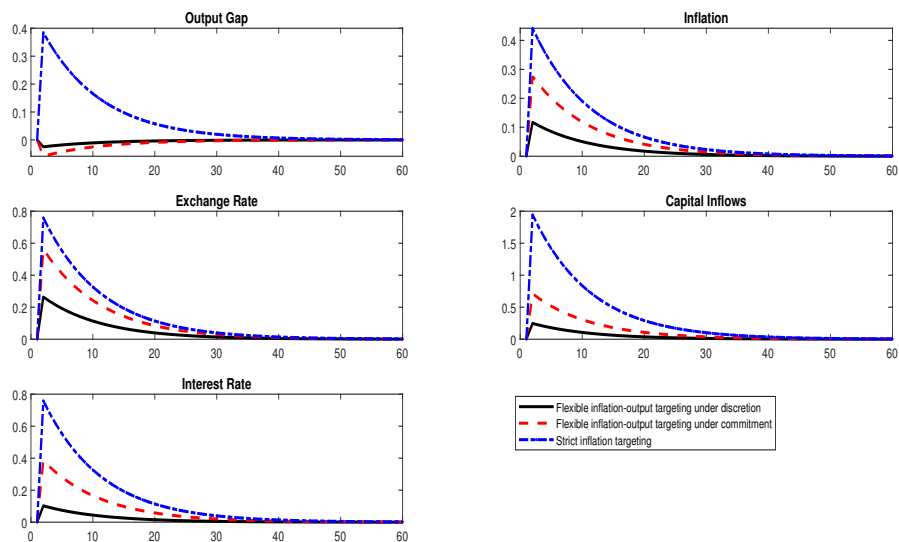 Output Gap
0.4
0.3
0.2
0.1
0
0 10 20 30 40 50 60
Inflation
0.4
0.3
0.2
0.1
0
0 10 20 30 40 50 60
Exchange Rate
0.8
0.6
0.4
0.2
0
0 10 20 30 40 50 60
Capital Inflows
2
1.5
1
0.5
0
0 10 20 30 40 50 60
Interest Rate
0.8
0.6
0.4
0.2
0
0 10 20 30 40 50 60
Flexible inflation-output targeting under discretion
Flexible inflation-output targeting under commitment
Strict inflation targeting